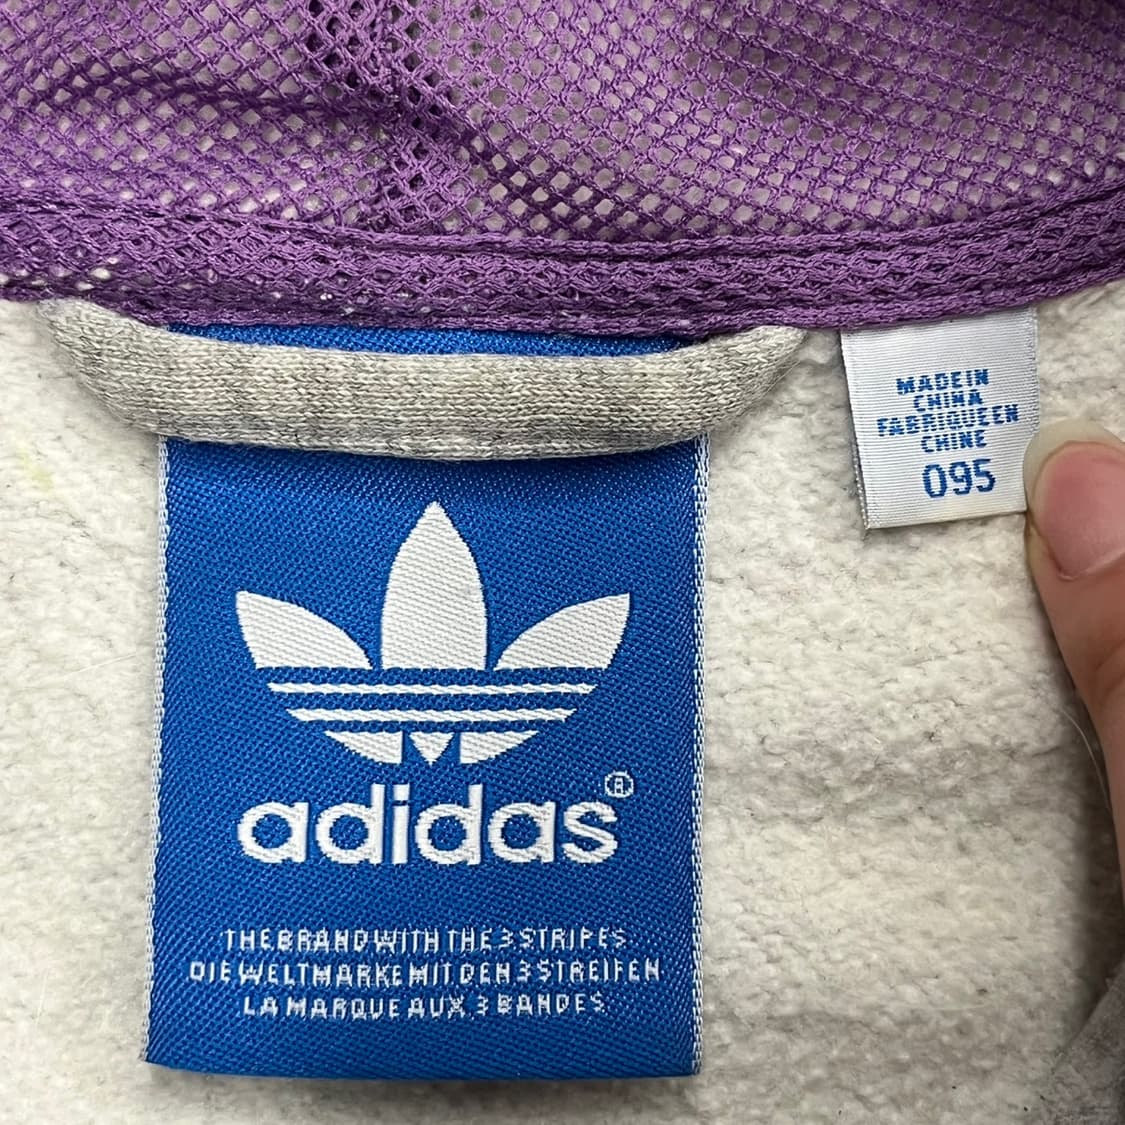 adidas®
THE BRAND WITH THE 3 STRIPES
DIE WELTMARKE MIT DEN 3 STREIFEN
LA MARQUE AUX 3 BANDES
MADE IN
CHINA
FABRIQUE EN
CHINE
095